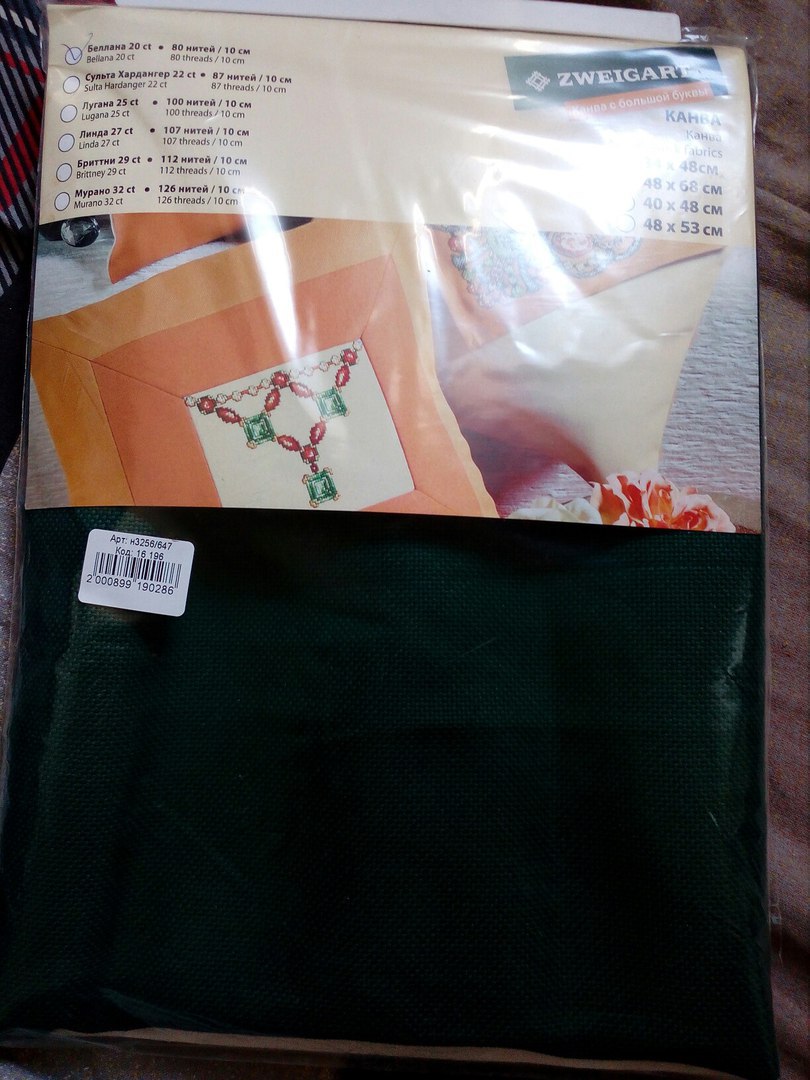 Беллана 20 ct • 80 нитей / 10 см
Bellana 20 ct 80 threads / 10 cm
Сульта Хардангер 22 ct • 87 нитей / 10 см
Sulta Hardanger 22 ct 87 threads / 10 cm
Лугана 25 ct • 100 нитей / 10 см
Lugana 25 ct 100 threads / 10 cm
Линда 27 ct • 107 нитей / 10 см
Linda 27 ct 107 threads / 10 cm
Бриттни 29 ct • 112 нитей / 10 см
Brittney 29 ct 112 threads / 10 cm
Мурано 32 ct • 126 нитей / 10 см
Murano 32 ct 126 threads / 10 cm
ZWEIGART
Канва с большой буквы
КАНВА
Канва
fabrics
x 48см
48 x 68 см
40 x 48 см
48 x 53 см
Арт: н3256/647
Код: 16 196
2 000899 190286